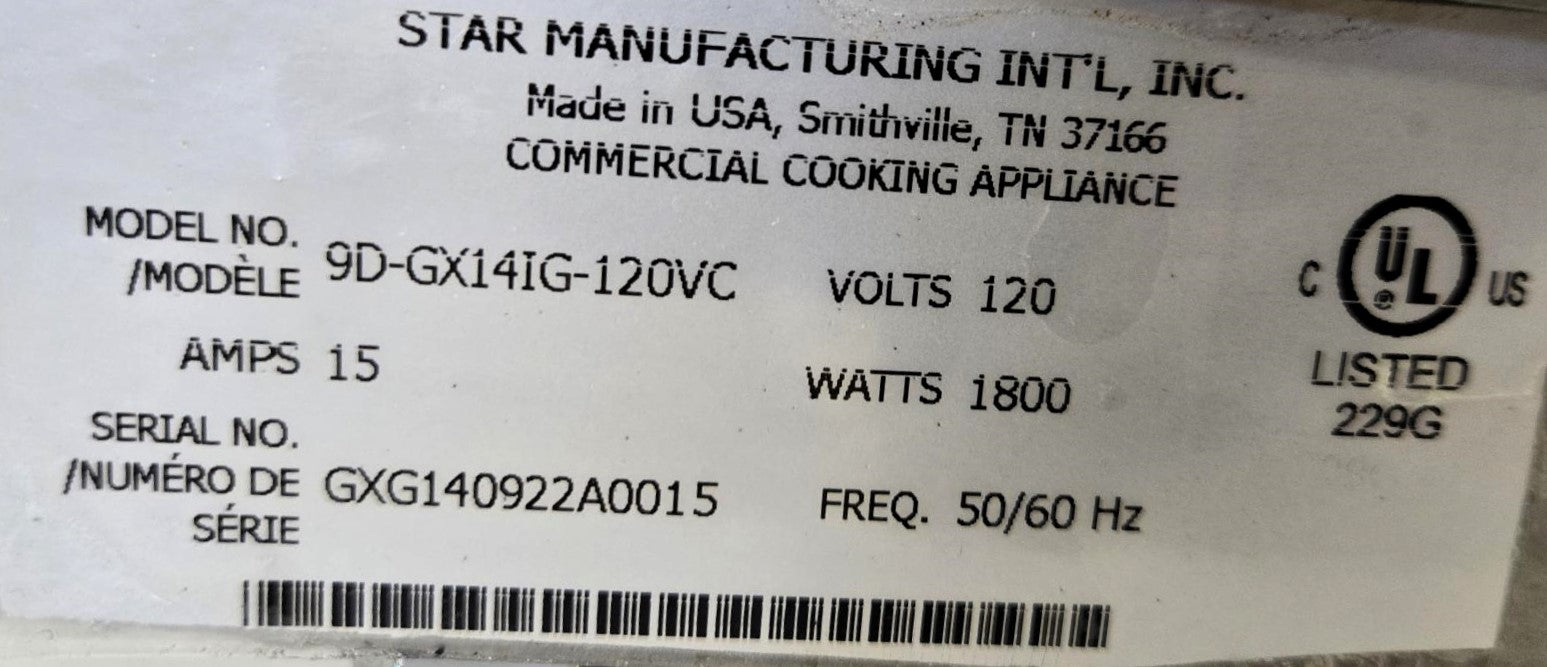 STAR MANUFACTURING INT'L, INC.
Made in USA, Smithville, TN 37166
COMMERCIAL COOKING APPLIANCE
MODEL NO.
/MODÈLE 9D-GX14IG-120VC VOLTS 120
AMPS 15 WATTS 1800
SERIAL NO.
/NUMÉRO DE GXG140922A0015 FREQ. 50/60 Hz
SÉRIE
C UL ® US
LISTED
229G